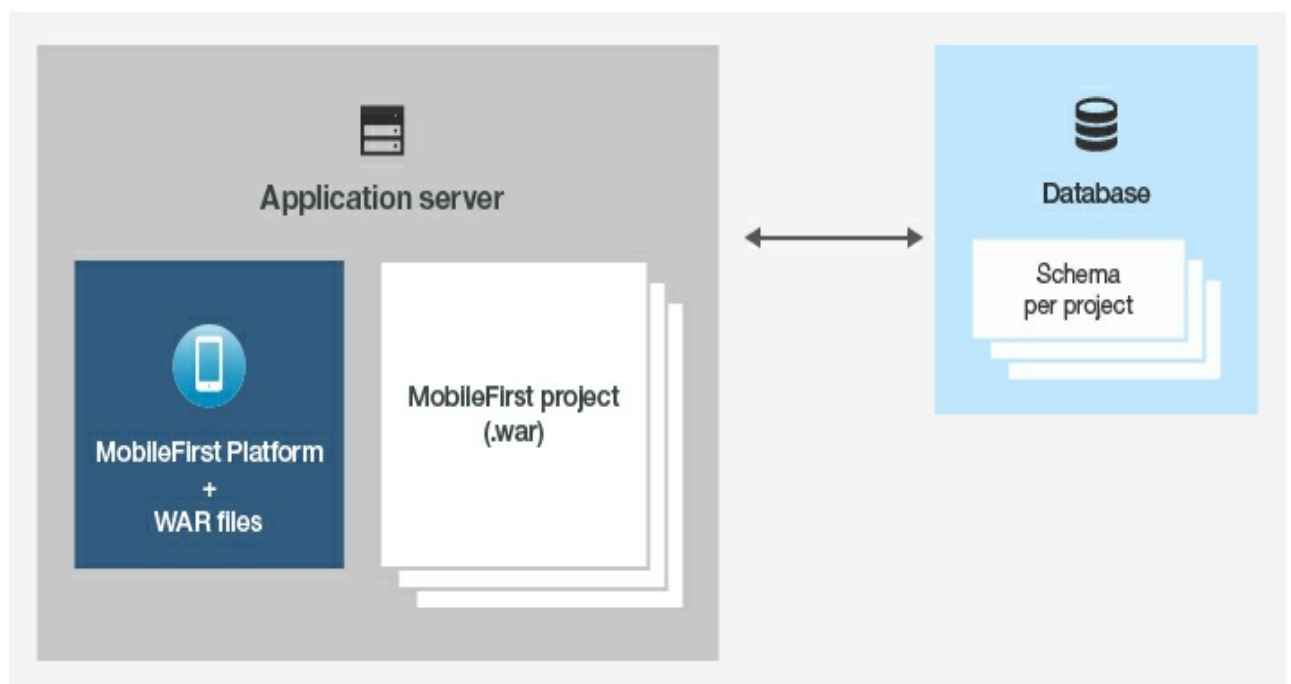 Application server
MobileFirst Platform
+
WAR files
MobileFirst project
(.war)
Database
Schema
per project